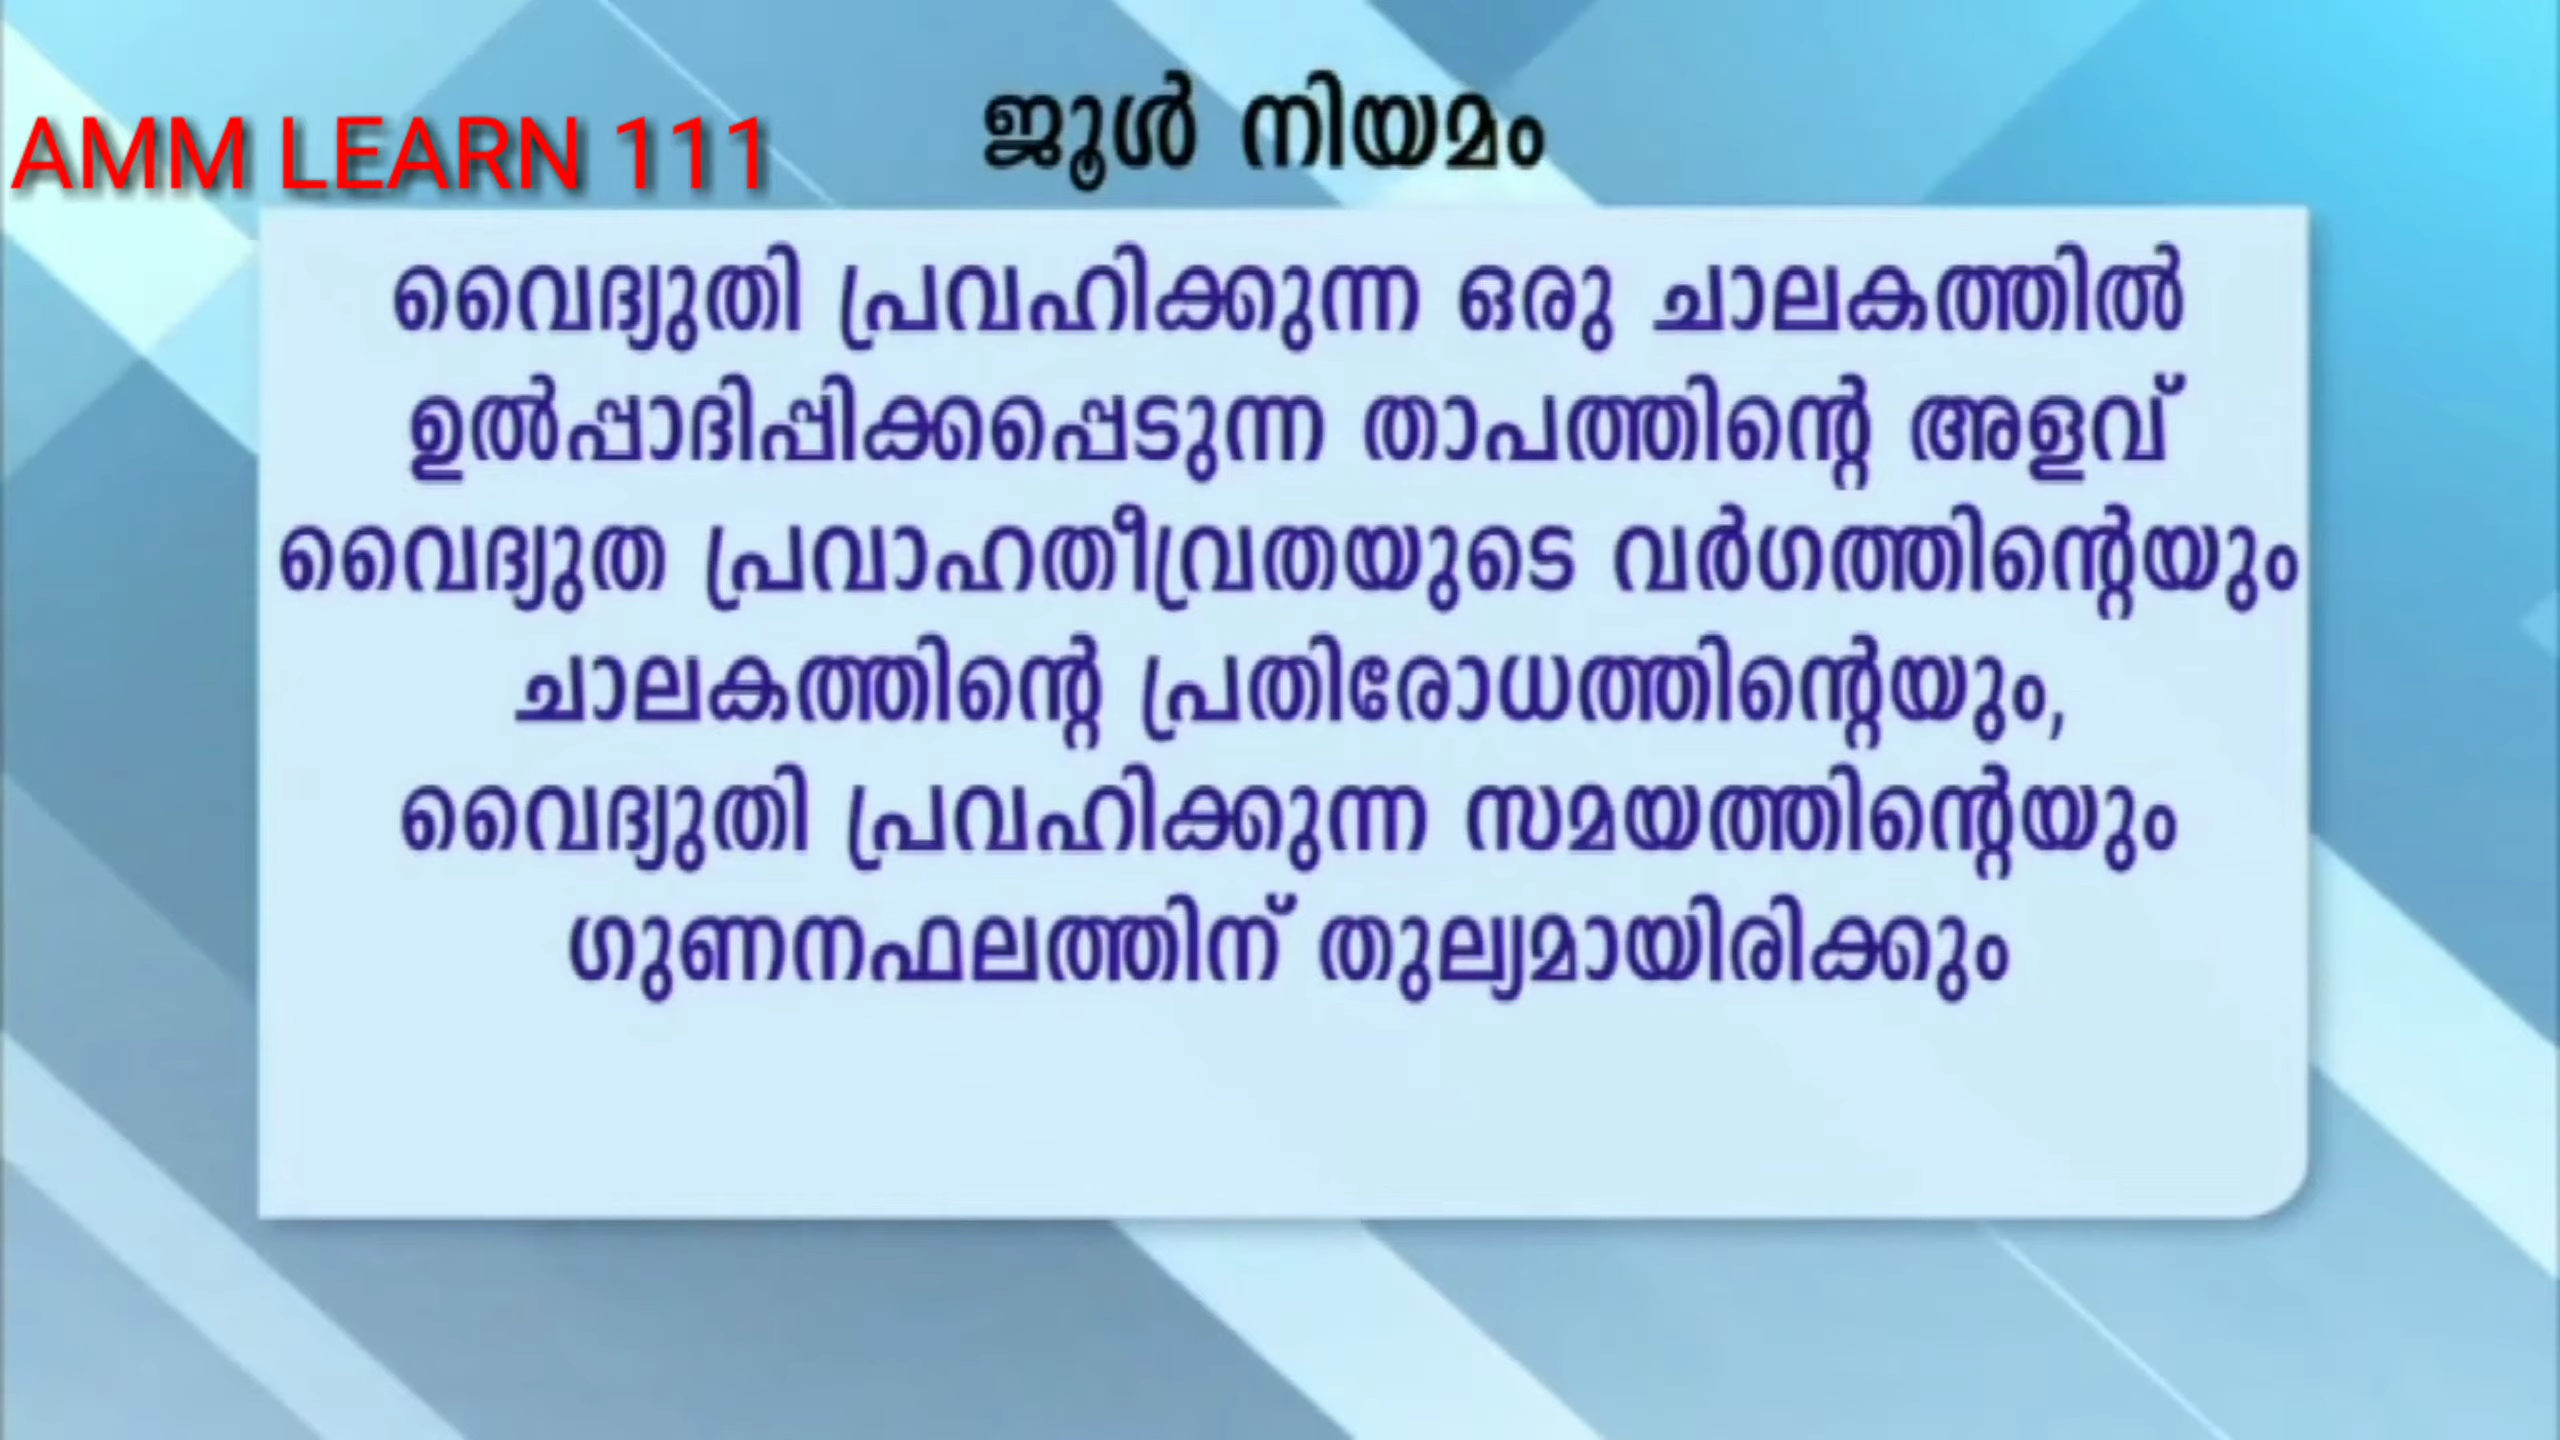 ജൂൾ നിയമം
AMM LEARN 111
വൈദ്യുതി പ്രവഹിക്കുന്ന ഒരു ചാലകത്തിൽ
ഉൽപ്പാദിപ്പിക്കപ്പെടുന്ന താപത്തിന്റെ അളവ്
വൈദ്യുത പ്രവാഹതീവ്രതയുടെ വർഗത്തിന്റെയും
ചാലകത്തിന്റെ പ്രതിരോധത്തിന്റെയും,
വൈദ്യുതി പ്രവഹിക്കുന്ന സമയത്തിന്റെയും
ഗുണനഫലത്തിന് തുല്യമായിരിക്കും